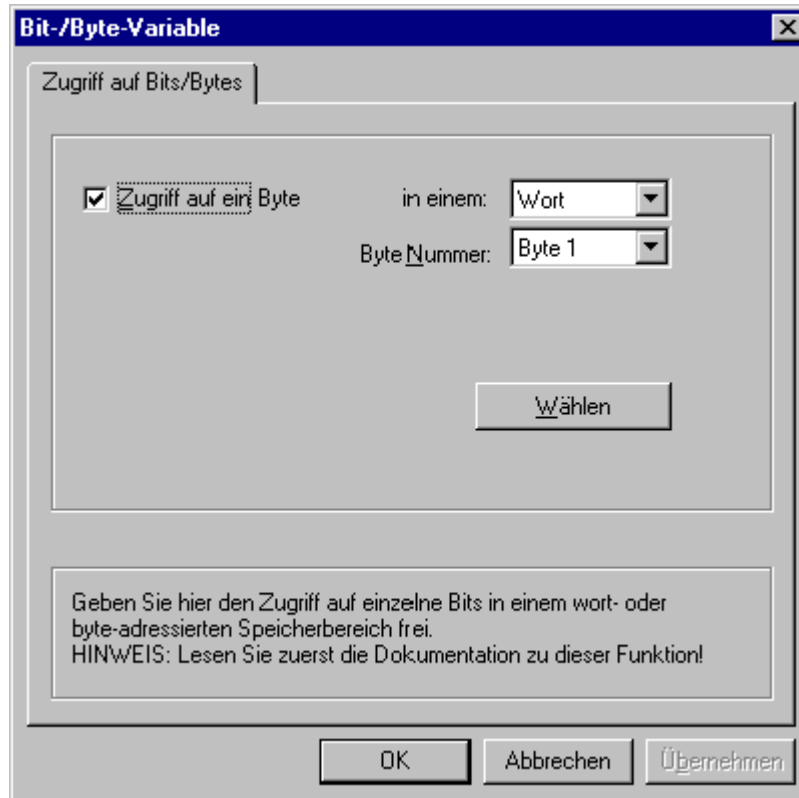 Bit-/Byte-Variable
Zugriff auf Bits/Bytes
Zugriff auf ein Byte in einem: Wort
Byte Nummer: Byte 1
Wählen
Geben Sie hier den Zugriff auf einzelne Bits in einem wort- oder
byte-adressierten Speicherbereich frei.
HINWEIS: Lesen Sie zuerst die Dokumentation zu dieser Funktion!
OK Abbrechen Übernehmen